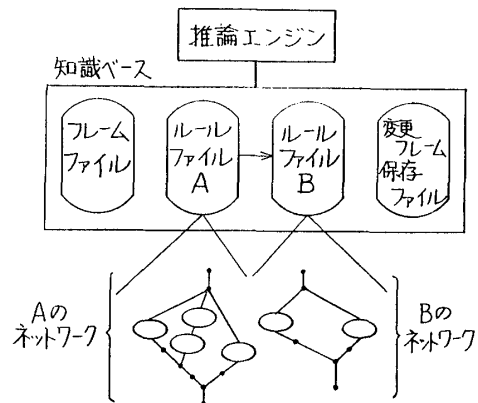 推論エンジン
知識ベース
フレーム
ファイル
ルール
ファイル
A
ルール
ファイル
B
変更
フレーム
保存
ファイル
Aの
ネットワーク
Bの
ネットワーク